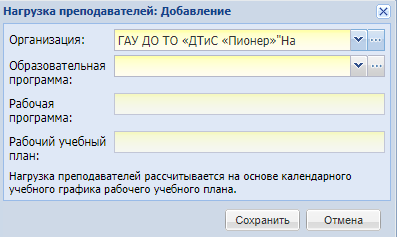 Нагрузка преподавателей: Добавление
Организация: ГАУ ДО ТО «ДТиС «Пионер»"На
Образовательная
программа:
Рабочая
программа:
Рабочий учебный
план:
Нагрузка преподавателей рассчитывается на основе календарного
учебного графика рабочего учебного плана.
Сохранить Отмена